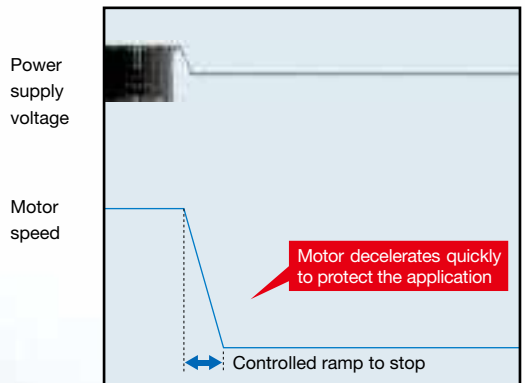 Power
supply
voltage
Motor
speed
Motor decelerates quickly
to protect the application
Controlled ramp to stop